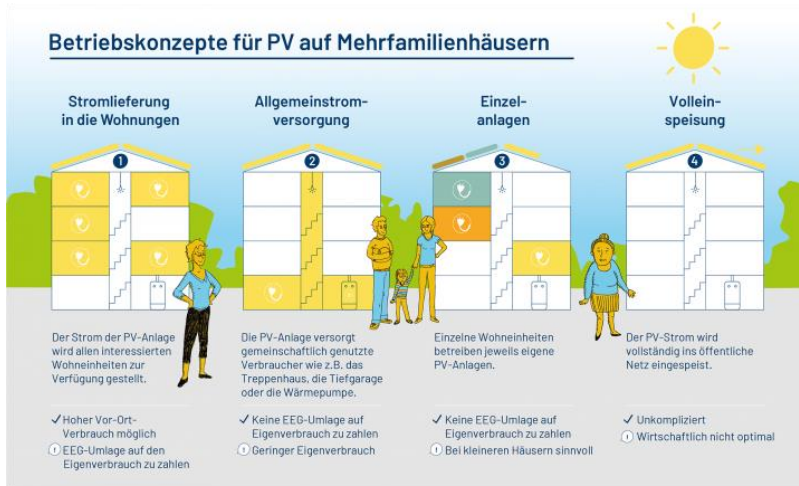 Betriebskonzepte für PV auf Mehrfamilienhäusern
Stromlieferung
in die Wohnungen
1
Der Strom der PV-Anlage
wird allen interessierten
Wohneinheiten zur
Verfügung gestellt.
✓ Hoher Vor-Ort-
Verbrauch möglich
! EEG-Umlage auf den
Eigenverbrauch zu zahlen
Allgemeinstrom-
versorgung
2
Die PV-Anlage versorgt
gemeinschaftlich genutzte
Verbraucher wie z.B. das
Treppenhaus, die Tiefgarage
oder die Wärmepumpe.
✓ Keine EEG-Umlage auf
Eigenverbrauch zu zahlen
! Geringer Eigenverbrauch
Einzel-
anlagen
3
Einzelne Wohneinheiten
betreiben jeweils eigene
PV-Anlagen.
✓ Keine EEG-Umlage auf
Eigenverbrauch zu zahlen
! Bei kleineren Häusern sinnvoll
Vollein-
speisung
4
Der PV-Strom wird
vollständig ins öffentliche
Netz eingespeist.
✓ Unkompliziert
! Wirtschaftlich nicht optimal